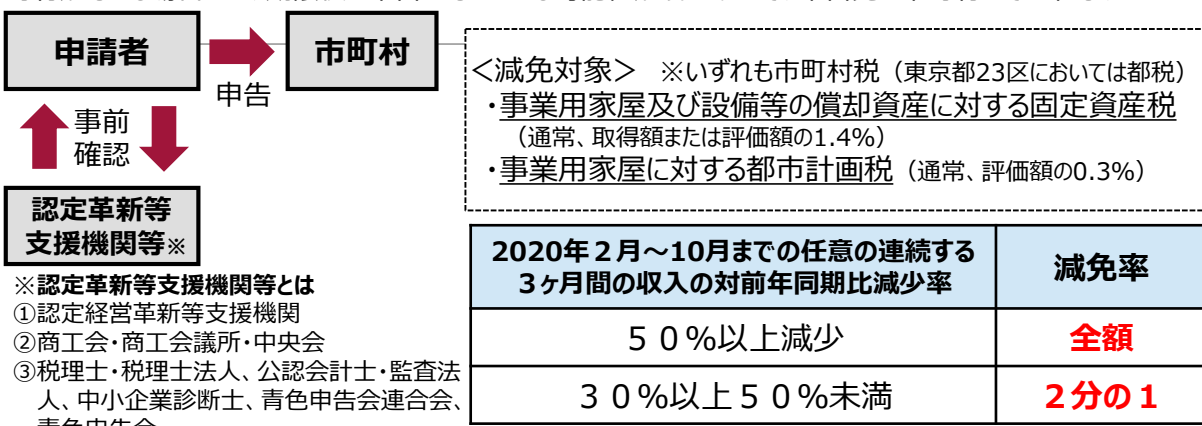 申請者
市町村
申告
事前
確認
認定革新等
支援機関等※
※認定革新等支援機関等とは
①認定経営革新等支援機関
②商工会・商工会議所・中央会
③税理士・税理士法人、公認会計士・監査法
人、中小企業診断士、青色申告会連合会、
青色申告会
<減免対象> ※いずれも市町村税（東京都23区においては都税）
・事業用家屋及び設備等の償却資産に対する固定資産税
（通常、取得額または評価額の1.4%）
・事業用家屋に対する都市計画税（通常、評価額の0.3%）
2020年２月～10月までの任意の連続する
３ヶ月間の収入の対前年同期比減少率
減免率
５０%以上減少
全額
３０%以上５０%未満
２分の１